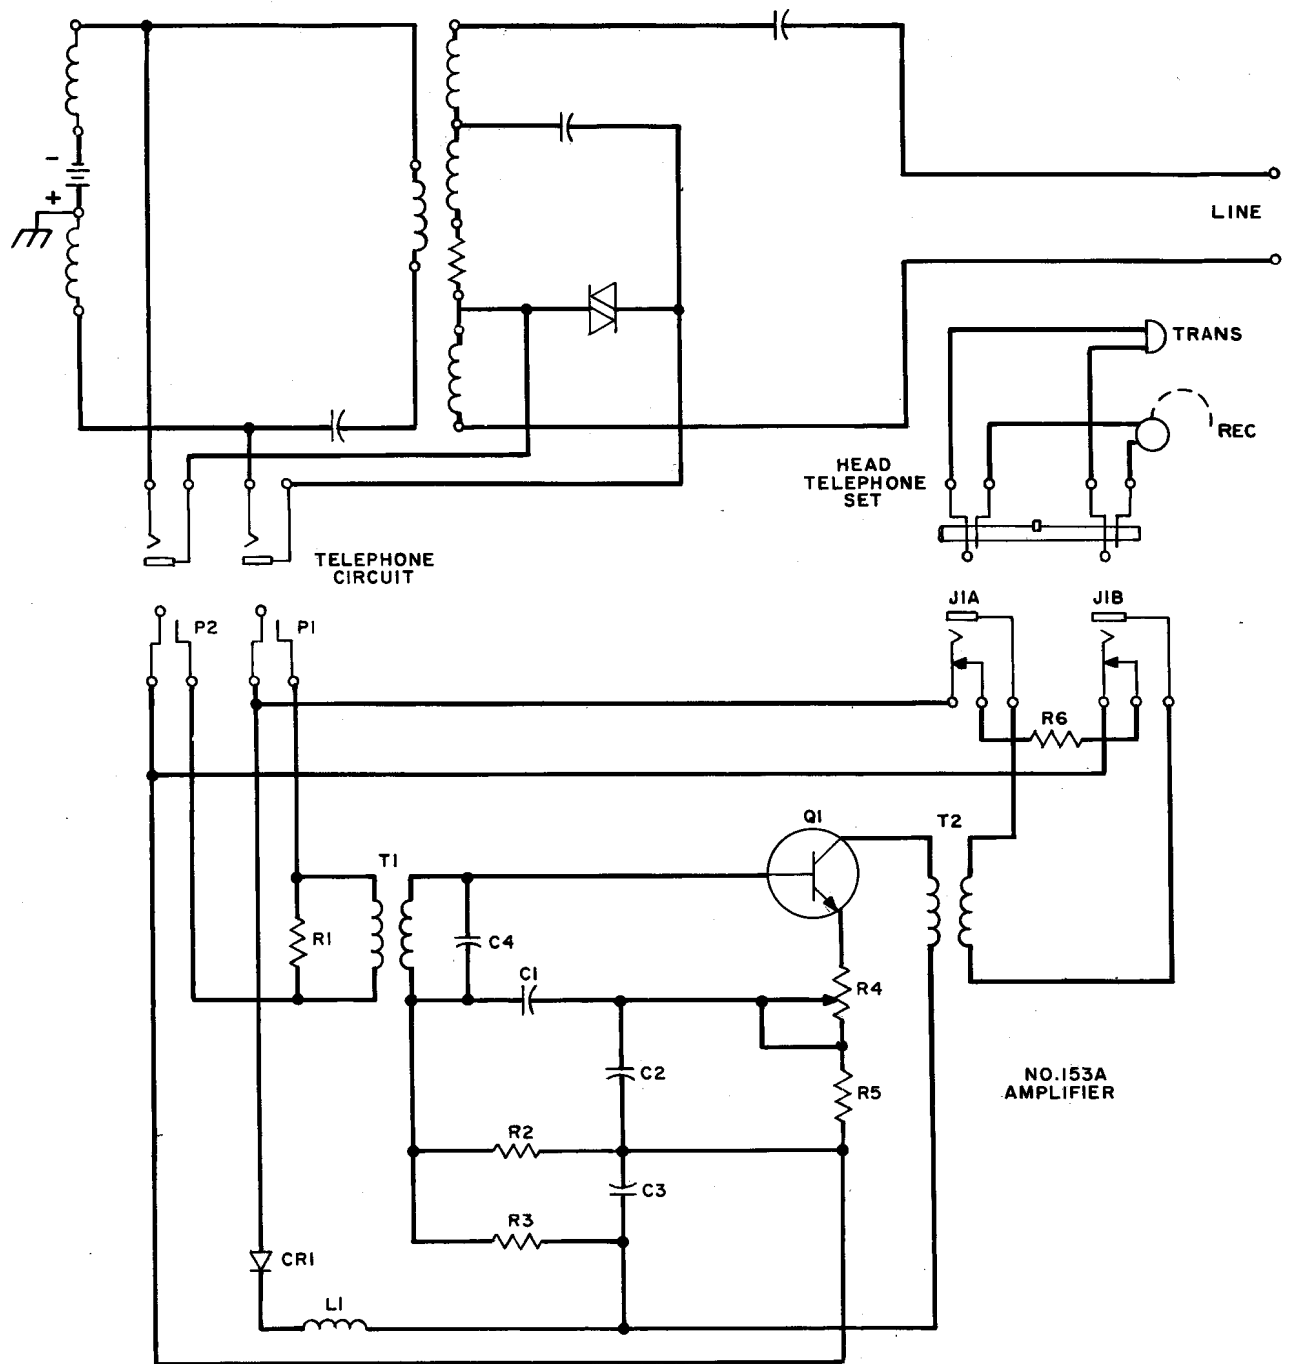 -
+
LINE
TRANS
REC
HEAD
TELEPHONE
SET
TELEPHONE
CIRCUIT
P2
P1
J1A
J1B
R6
Q1
T2
T1
R1
C4
C1
R4
C2
R5
NO.153A
AMPLIFIER
R2
C3
R3
CR1
L1